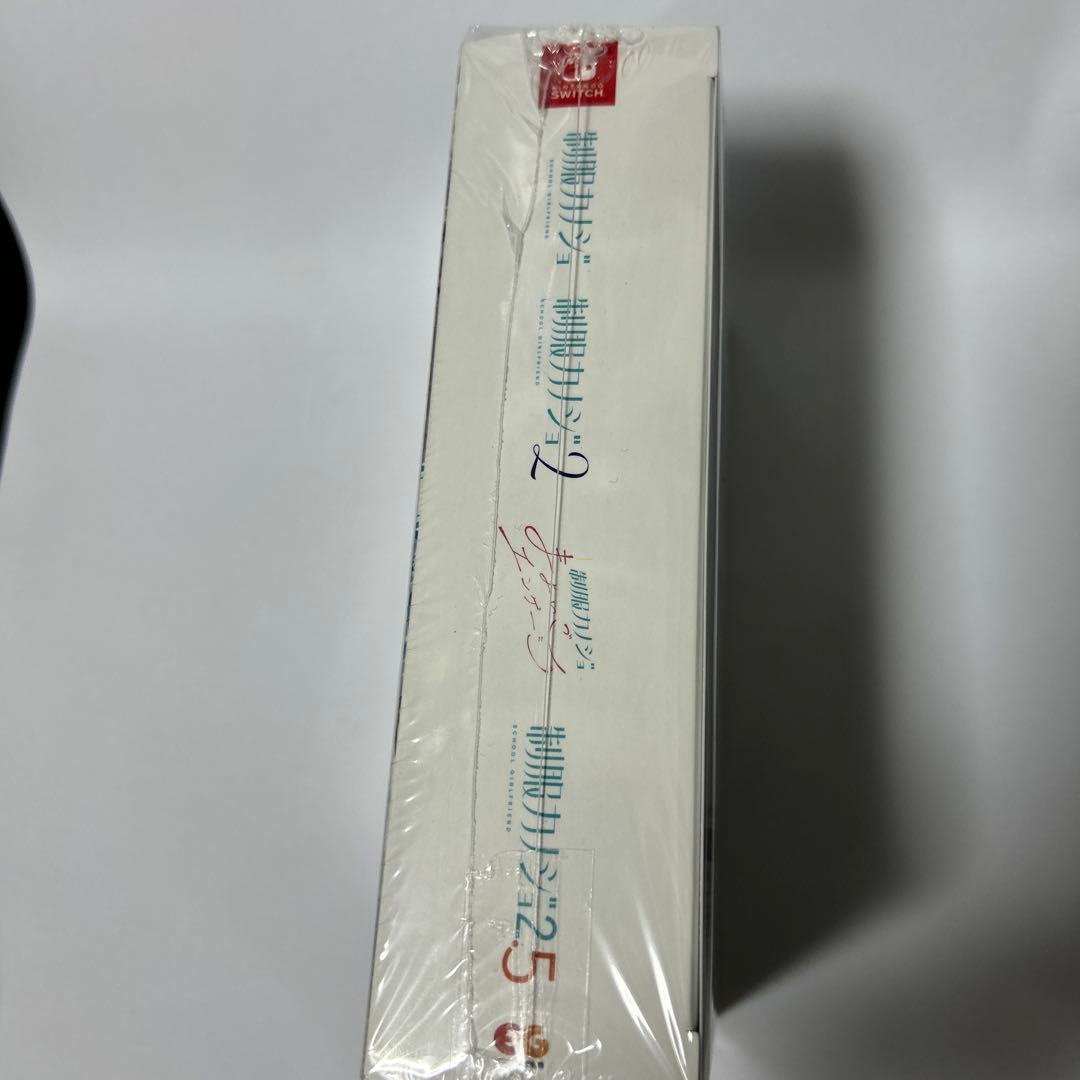 NINTENDO
SWITCH
制服カノジョ
SCHOOL GIRLFRIEND
制服カノジョ2
SCHOOL GIRLFRIEND
制服カノジョ
まよいごエンゲージ
制服カノジョ2.5
SCHOOL GIRLFRIEND